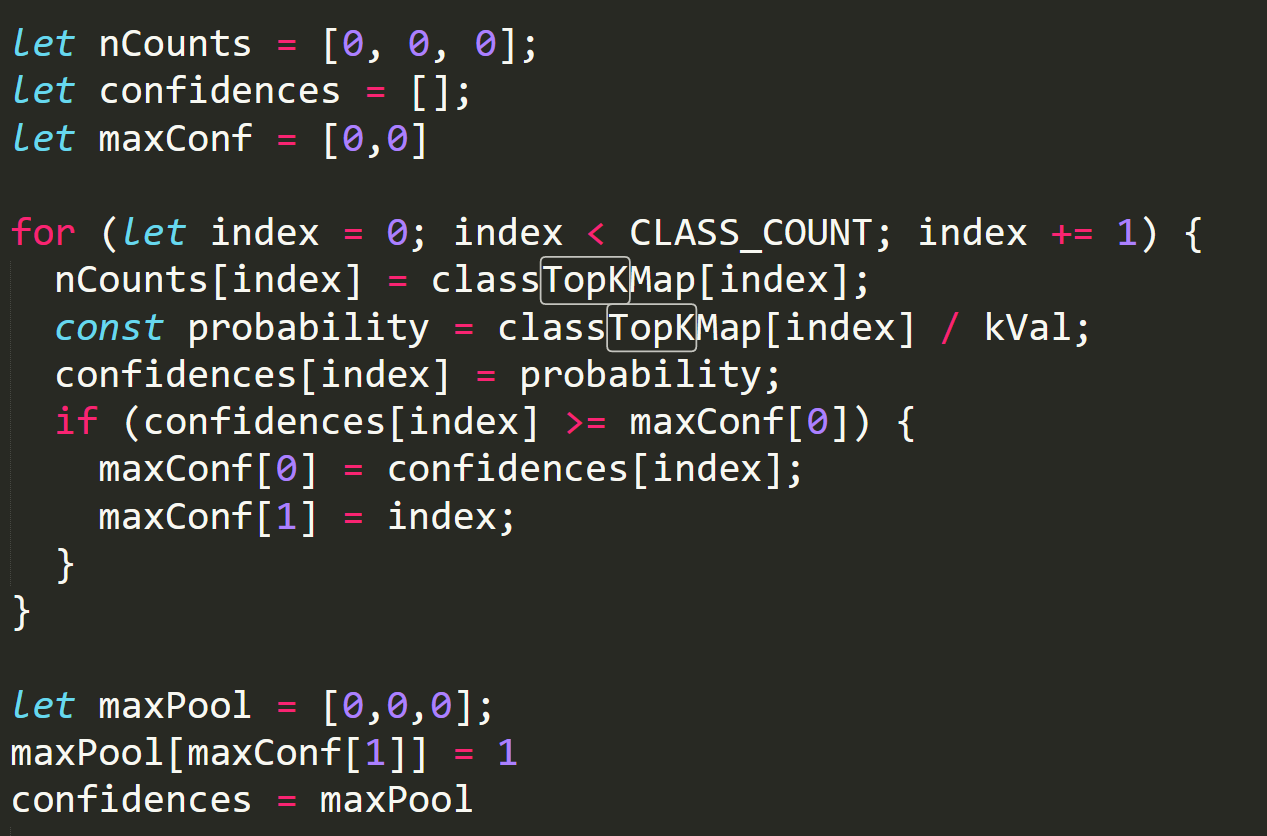 let nCounts = [0, 0, 0];
let confidences = [];
let maxConf = [0,0]
for (let index = 0; index < CLASS_COUNT; index += 1) {
nCounts[index] = classTopKMap[index];
const probability = classTopKMap[index] / kVal;
confidences[index] = probability;
if (confidences[index] >= maxConf[0]) {
maxConf[0] = confidences[index];
maxConf[1] = index;
}
}
let maxPool = [0,0,0];
maxPool[maxConf[1]] = 1
confidences = maxPool